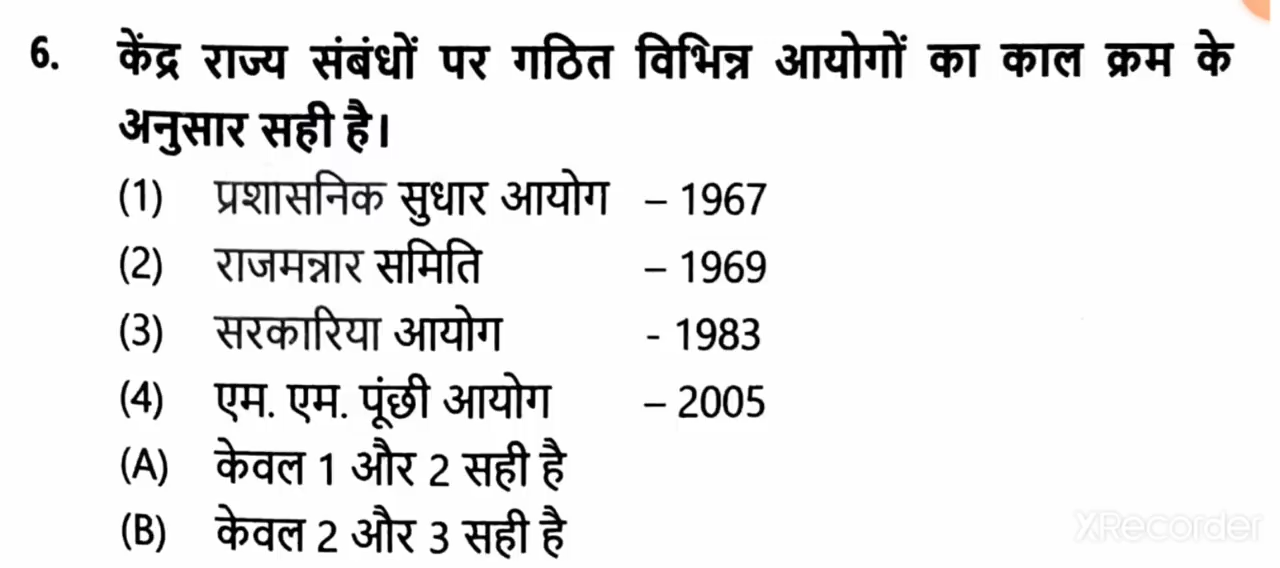 6. केंद्र राज्य संबंधों पर गठित विभिन्न आयोगों का काल क्रम के
अनुसार सही है।
(1) प्रशासनिक सुधार आयोग – 1967
(2) राजमन्नार समिति – 1969
(3) सरकारिया आयोग - 1983
(4) एम. एम. पूंछी आयोग – 2005
(A) केवल 1 और 2 सही है
(B) केवल 2 और 3 सही है
XRecorder